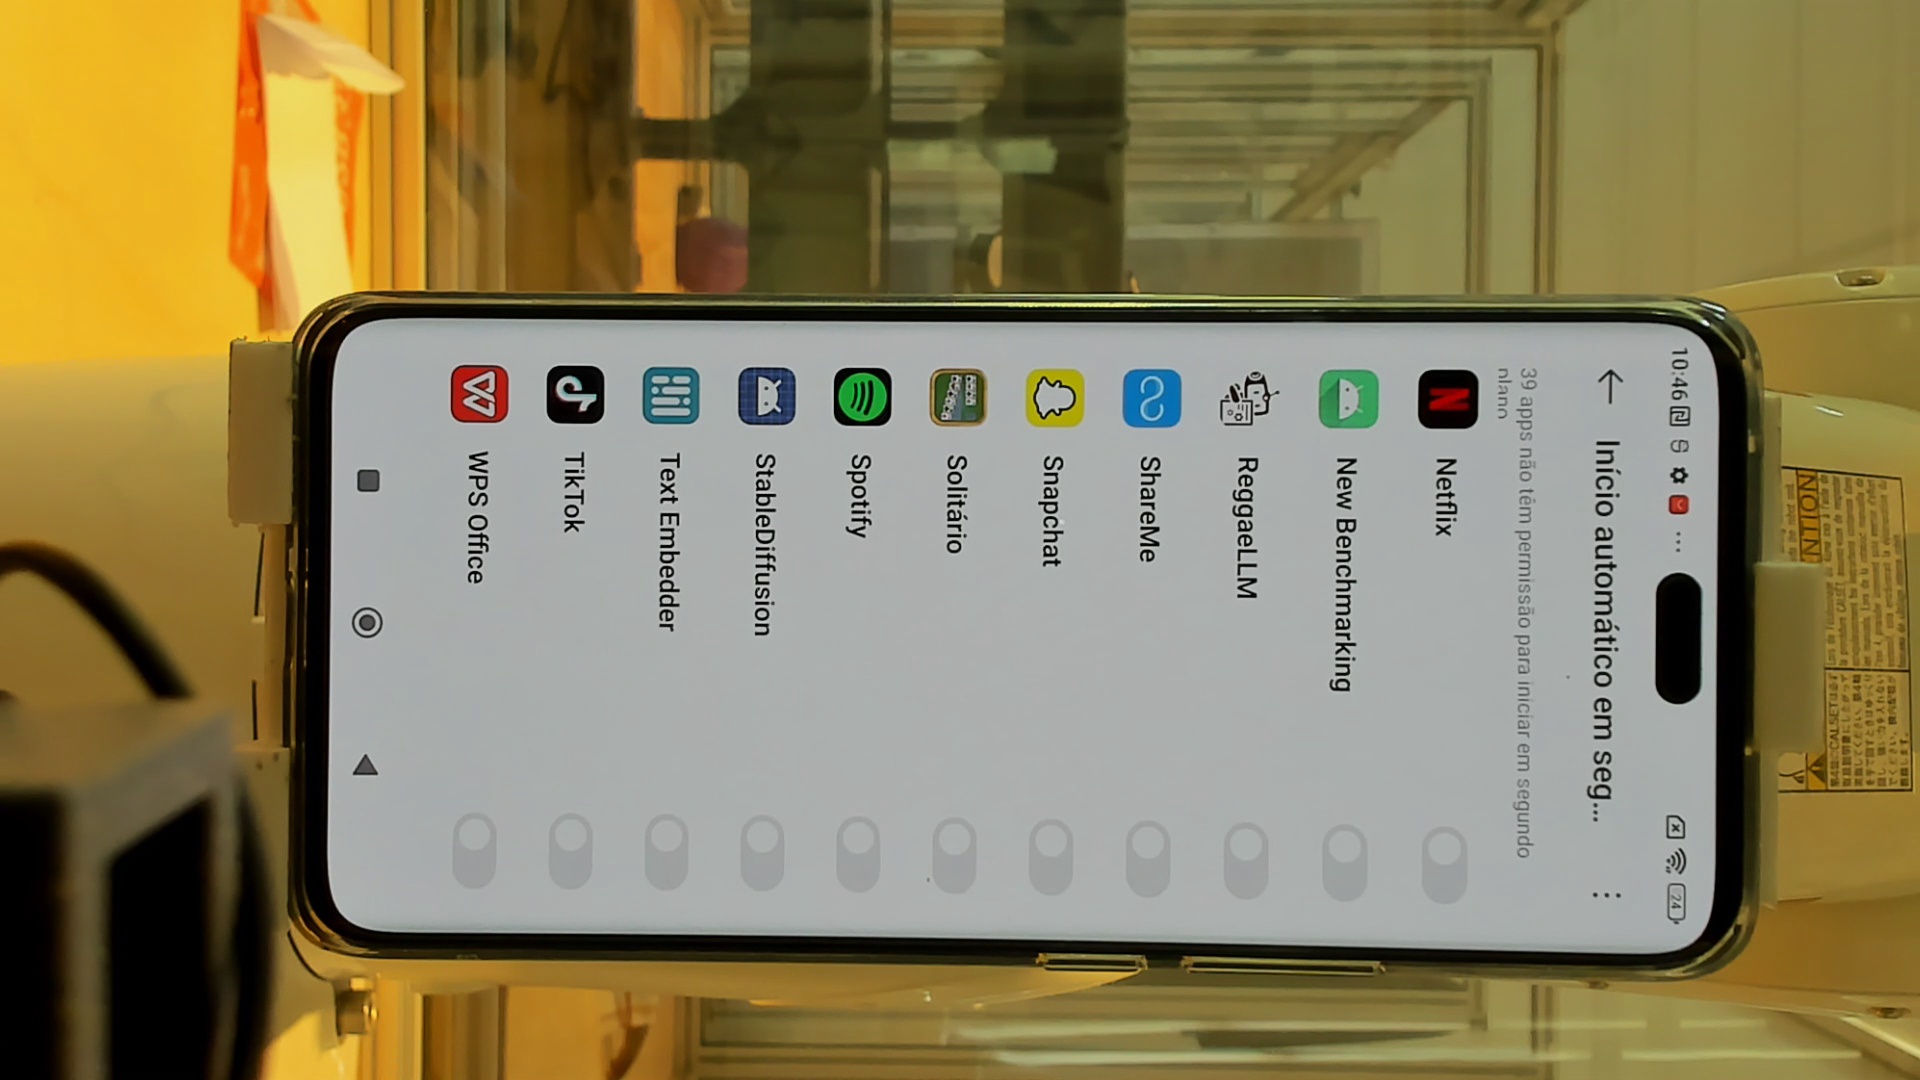 10:46
24
Início automático em seg...
39 apps não têm permissão para iniciar em segundo
plano
Netflix
New Benchmarking
ReggaeLLM
ShareMe
Snapchat
Solitário
Spotify
StableDiffusion
Text Embedder
TikTok
WPS Office